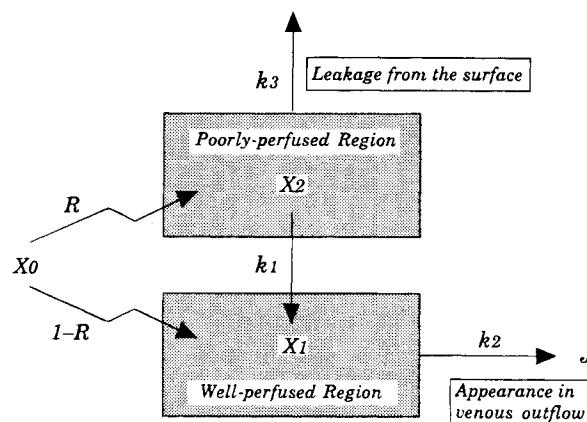 k3
Leakage from the surface
Poorly-perfused Region
X2
R
X0
k1
1–R
X1
k2
Well-perfused Region
Appearance in
venous outflow